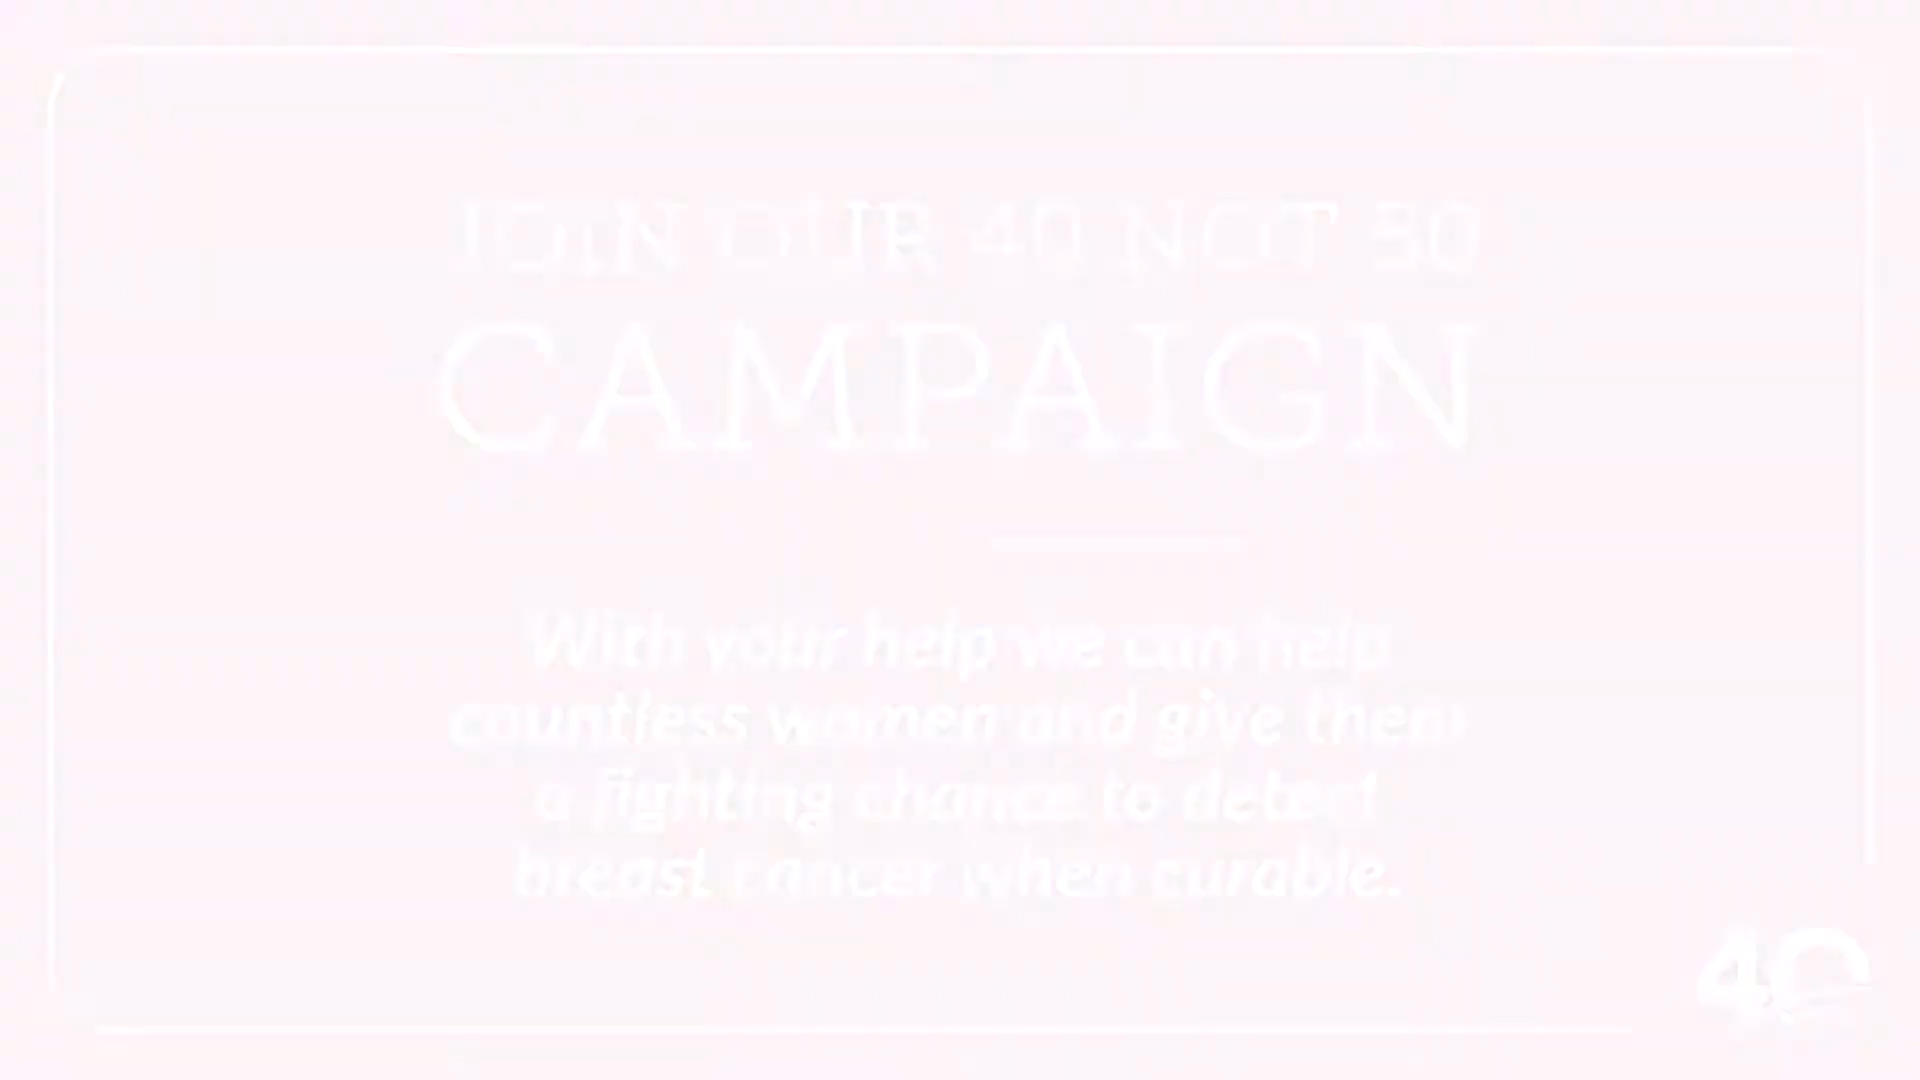 JOIN OUR 40 NOT 50
CAMPAIGN
With your help we can help
countless women and give them
a fighting chance to detect
breast cancer when curable.
40